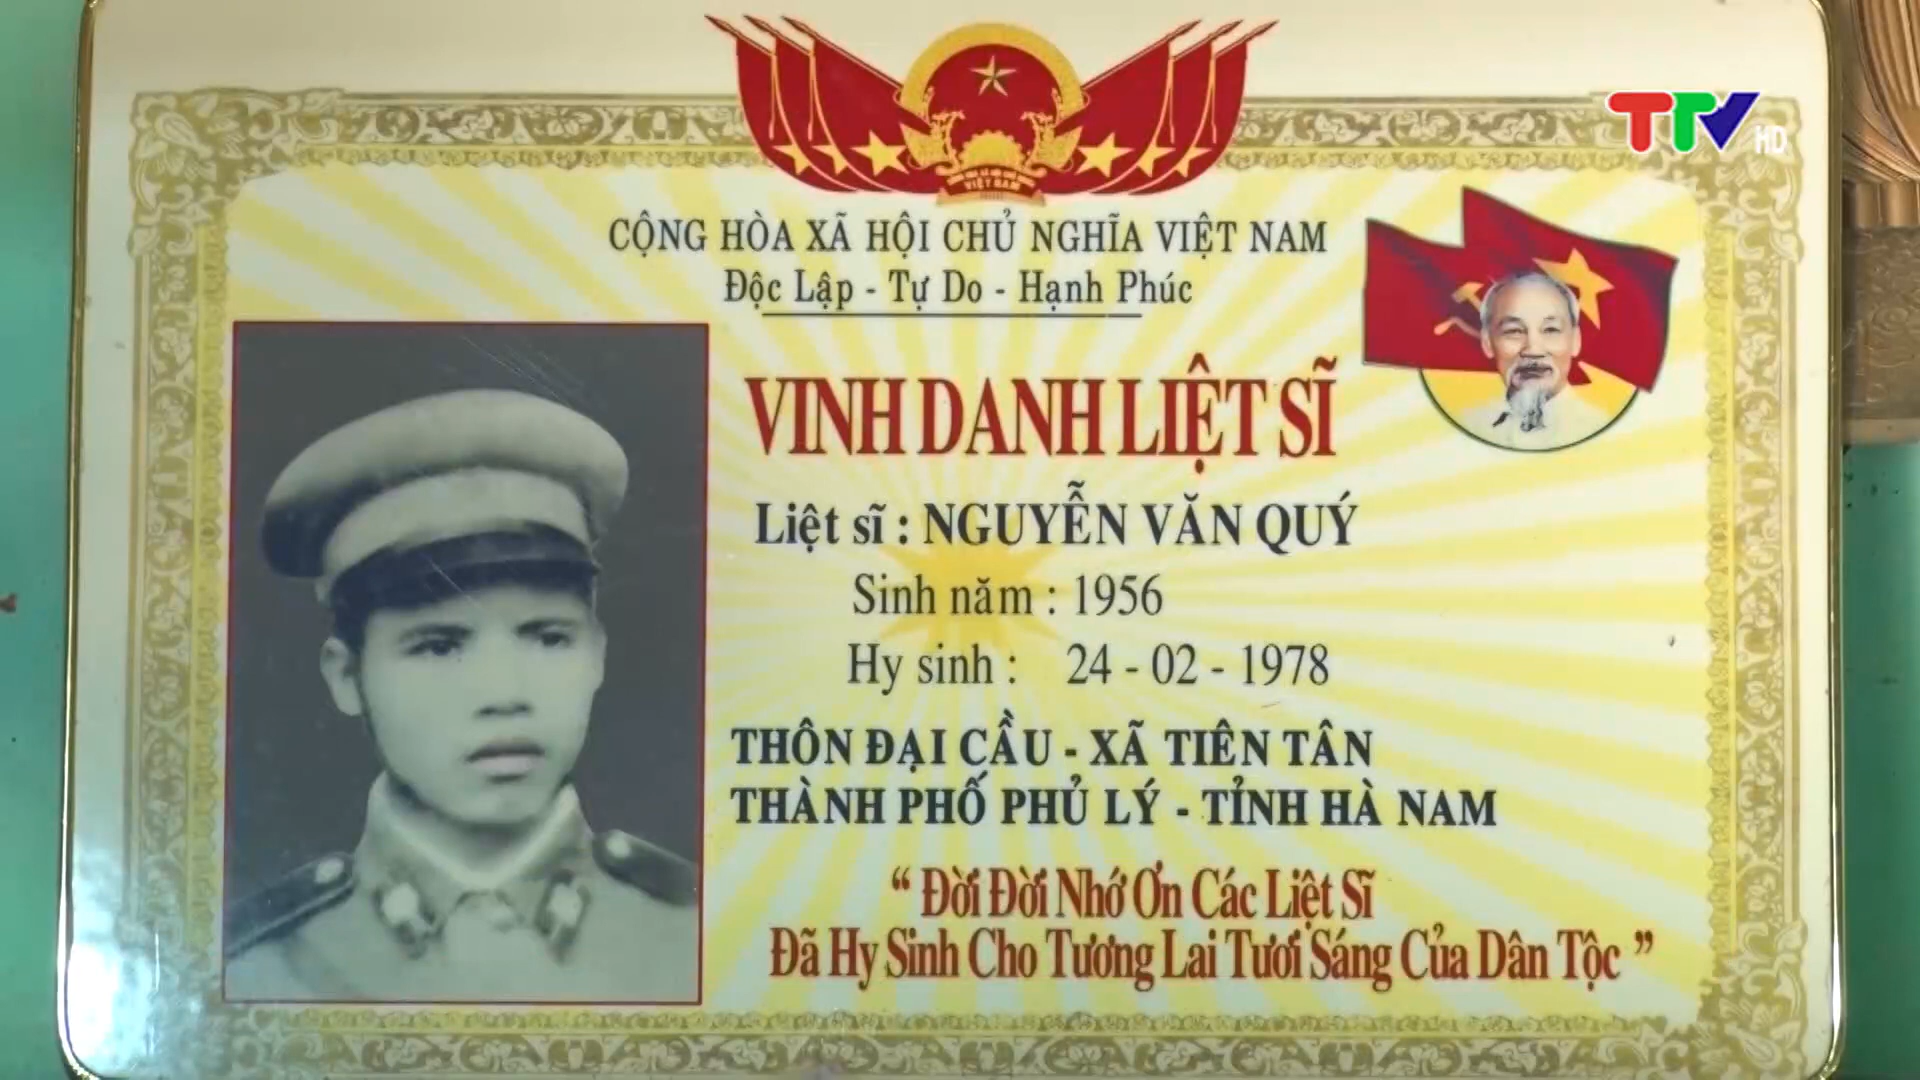 TTV HD
VIỆT NAM
CỘNG HÒA XÃ HỘI CHỦ NGHĨA VIỆT NAM
Độc Lập - Tự Do - Hạnh Phúc
VINH DANH LIỆT SĨ
Liệt sĩ : NGUYỄN VĂN QUÝ
Sinh năm : 1956
Hy sinh : 24 - 02 - 1978
THÔN ĐẠI CẦU - XÃ TIÊN TÂN
THÀNH PHỐ PHỦ LÝ - TỈNH HÀ NAM
“ Đời Đời Nhớ Ơn Các Liệt Sĩ
Đã Hy Sinh Cho Tương Lai Tươi Sáng Của Dân Tộc ”